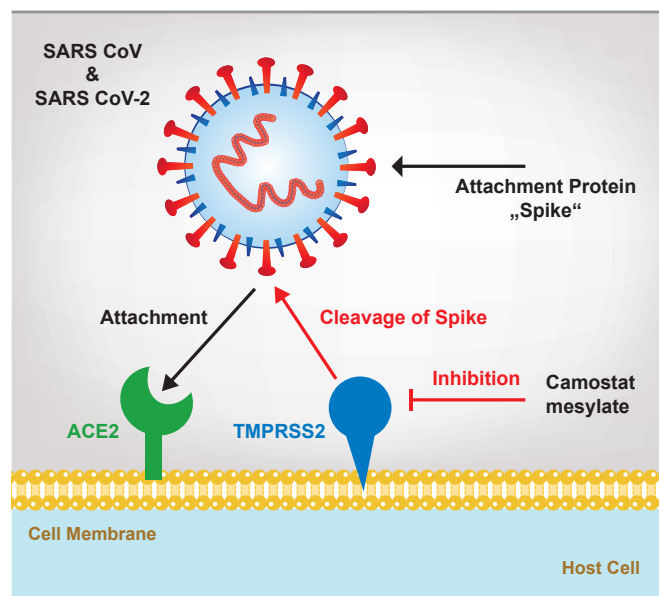 SARS CoV
&
SARS CoV-2
Attachment Protein
„Spike“
Attachment
Cleavage of Spike
Inhibition
Camostat
mesylate
ACE2
TMPRSS2
Cell Membrane
Host Cell